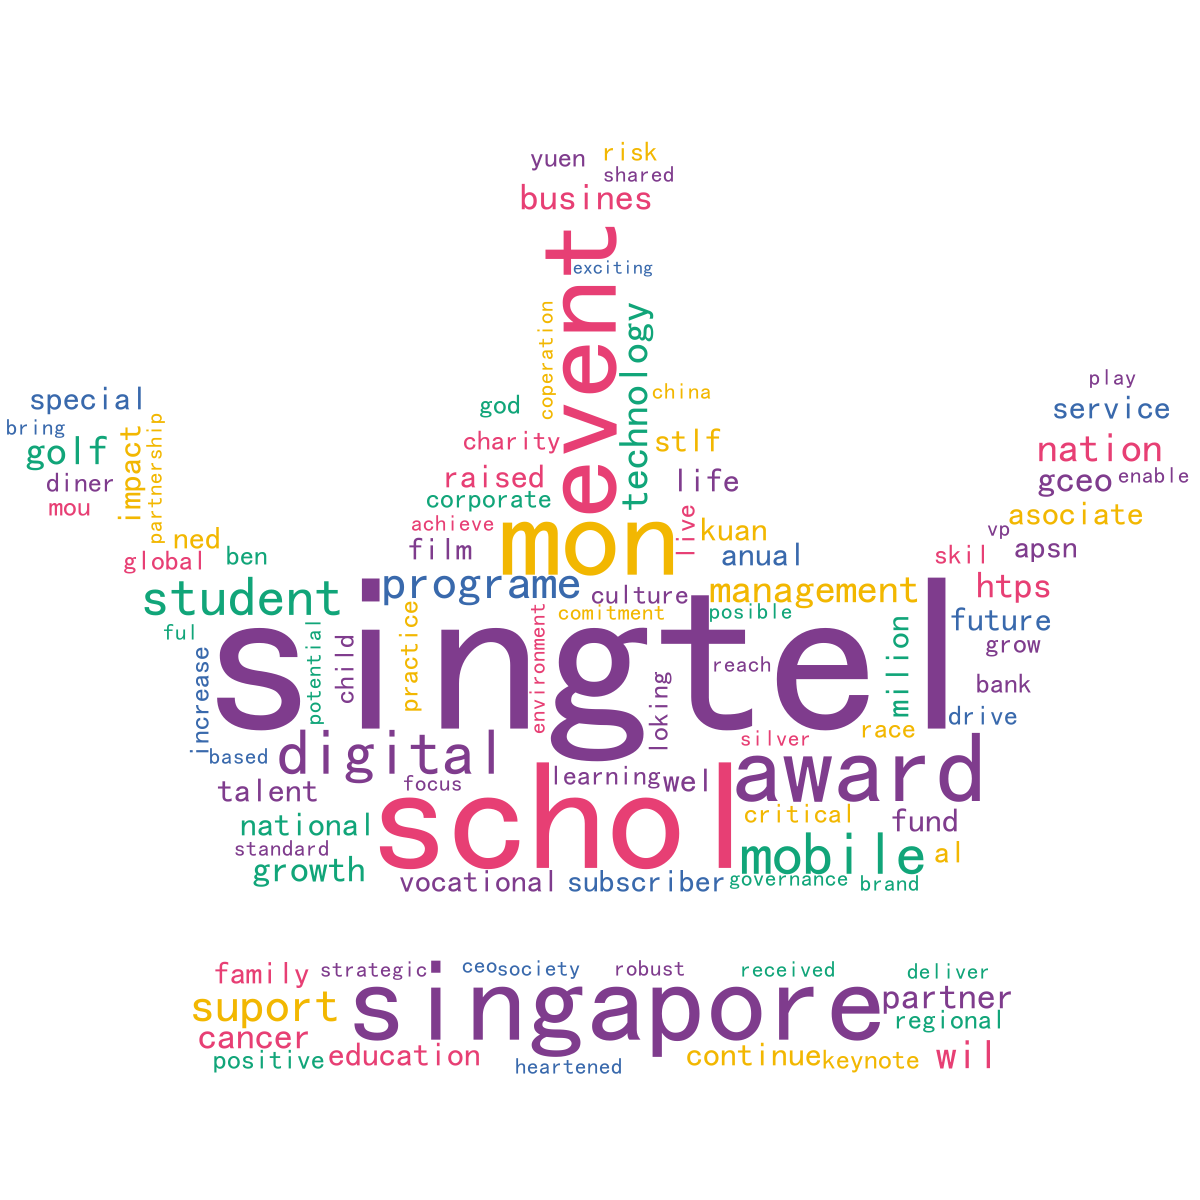 yuen
risk
shared
busines
event
exciting
coperation
technology
china
play
special
service
god
bring
golf
impact
partnership
charity
stlf
nation
diner
raised
life
gceo
enable
mou
corporate
asociate
achieve
mon
live
kuan
vp
ned
film
anual
apsn
global
ben
skil
student
programe
culture
management
htps
singtel
comitment
posible
future
ful
potential
child
practice
environment
milion
grow
increase
loking
reach
bank
drive
race
silver
based
digital
award
talent
focus
learning
wel
schol
critical
fund
national
standard
mobile
al
growth
vocational
subscriber
governance
brand
family
strategic
ceo
society
robust
received
deliver
suport
singapore
partner
regional
cancer
positive
education
heartened
continue
keynote
wil